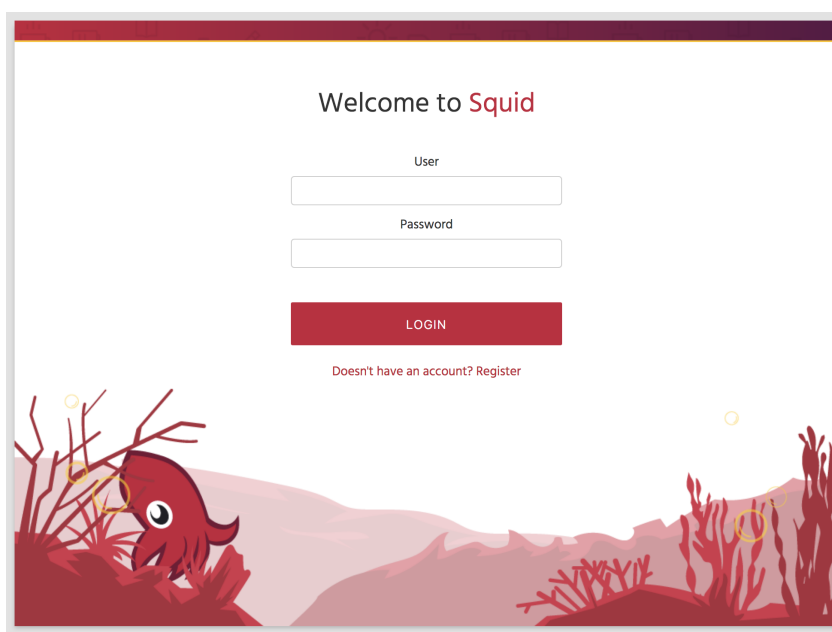 Welcome to Squid
User
Password
LOGIN
Doesn't have an account? Register